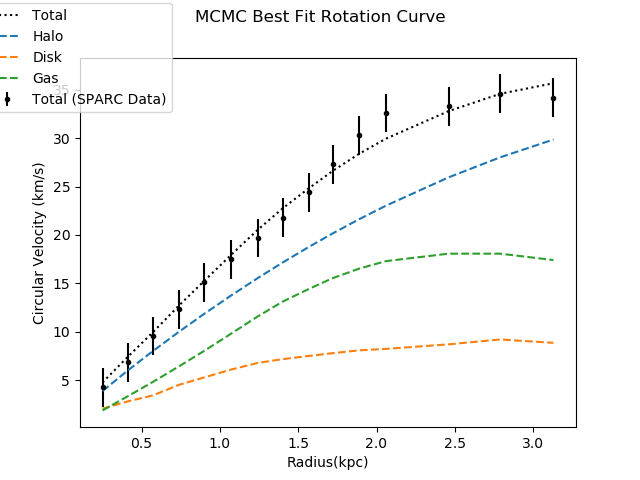 MCMC Best Fit Rotation Curve
Total
Halo
Disk
Gas
Total (SPARC Data)
35
30
25
20
15
10
5
Circular Velocity (km/s)
0.5 1.0 1.5 2.0 2.5 3.0
Radius(kpc)